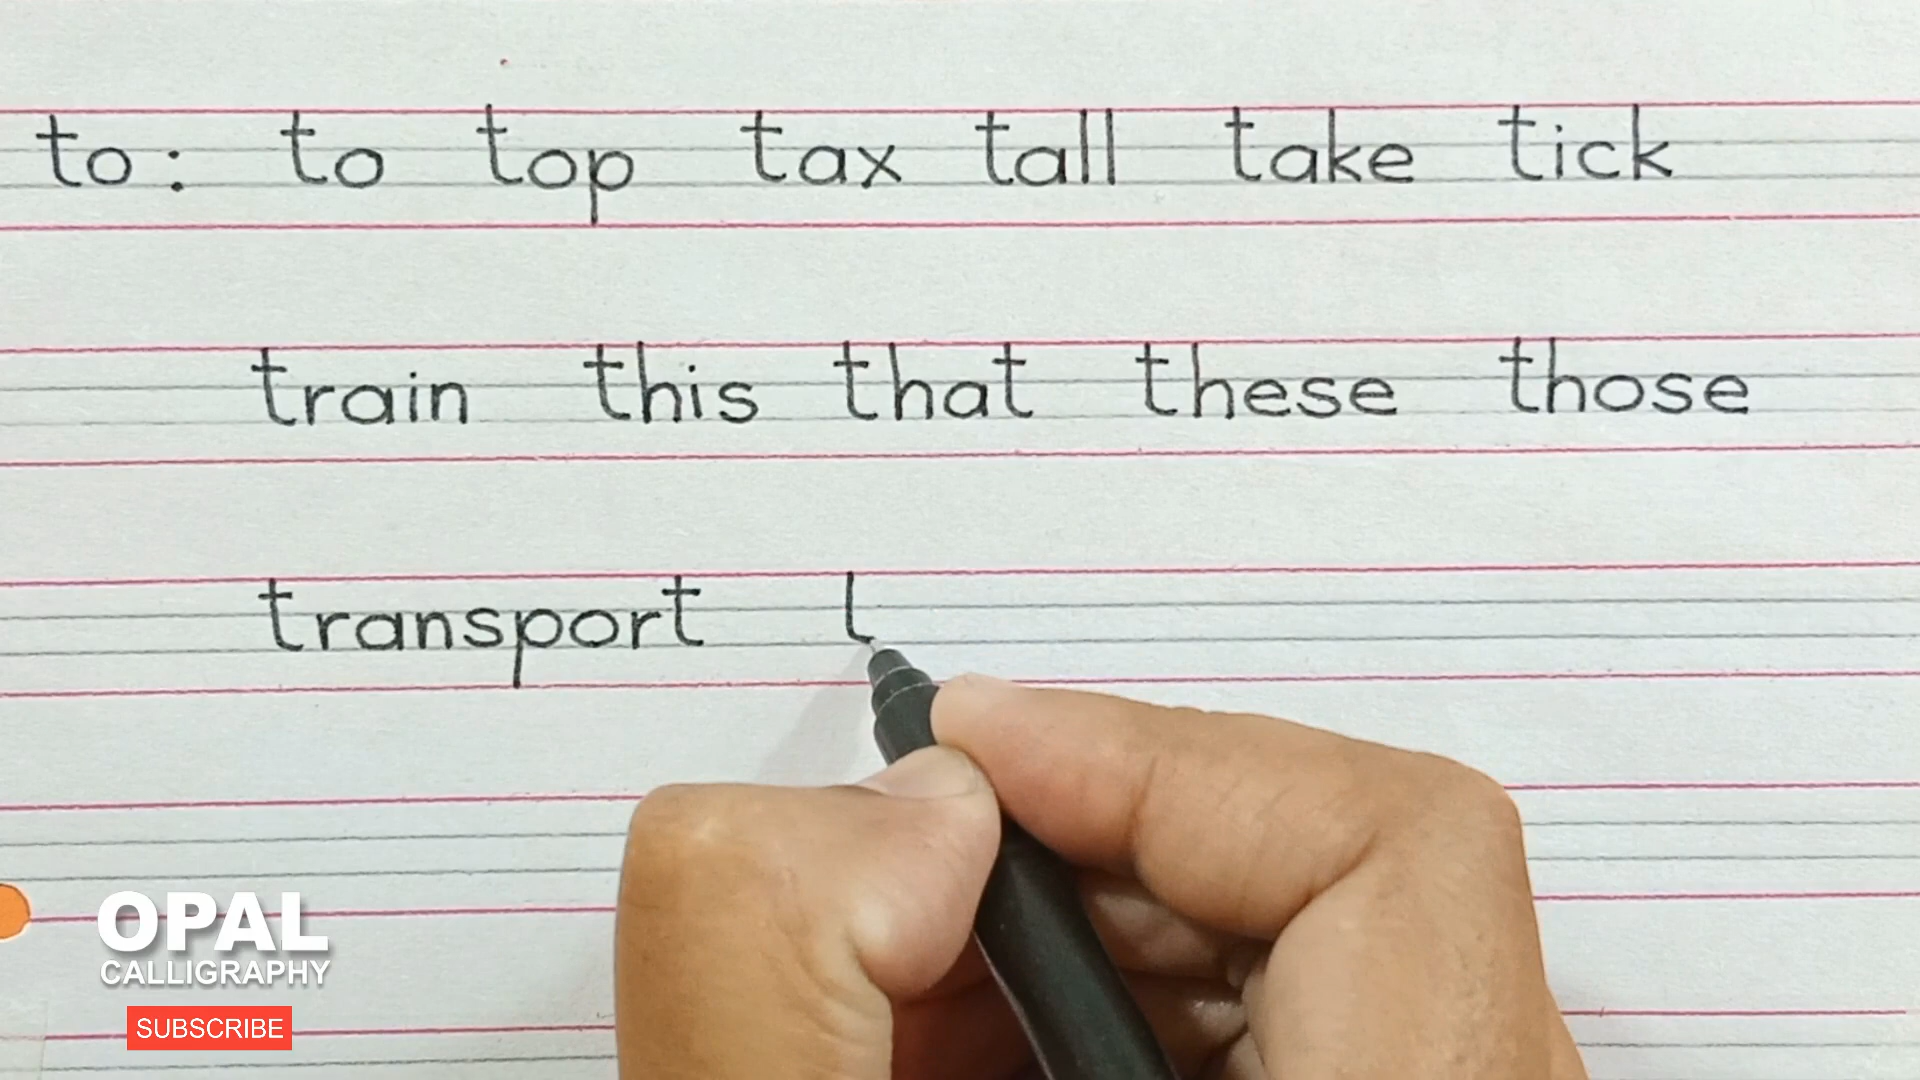 to : to top tax tall take tick
train this that these those
transport
OPAL
CALLIGRAPHY
SUBSCRIBE